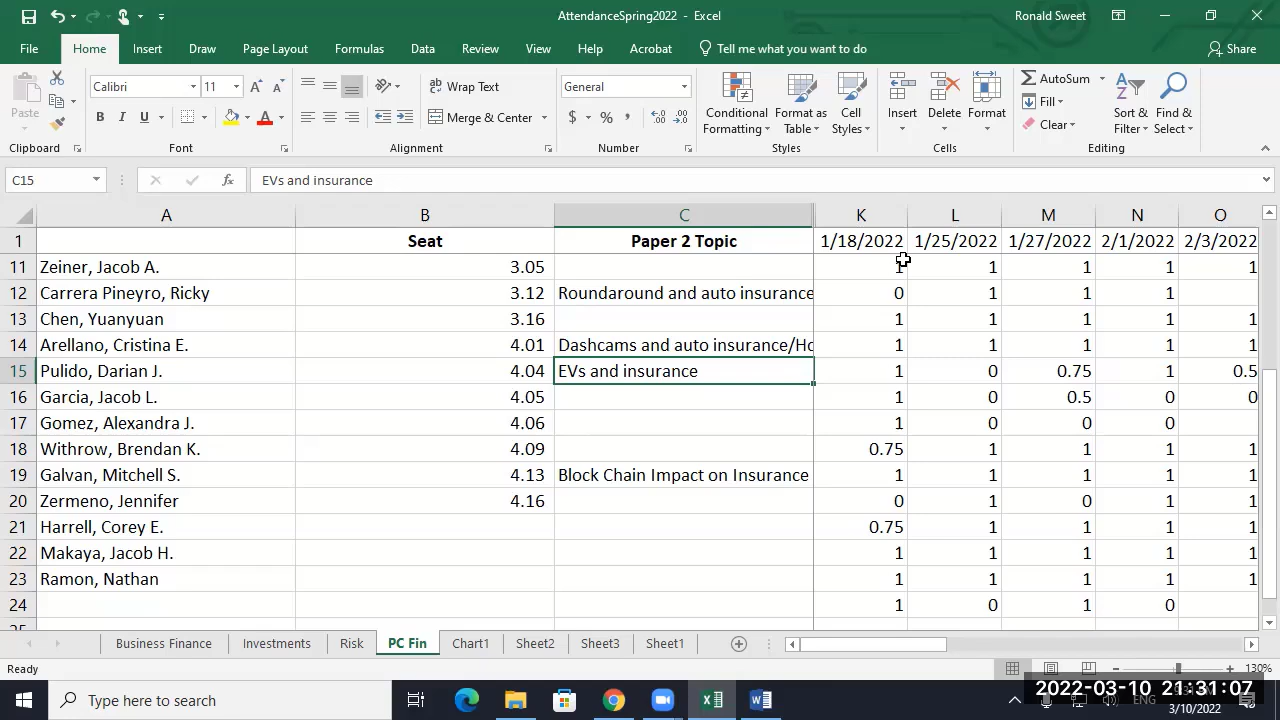 AttendanceSpring2022 - Excel
Ronald Sweet
File Home Insert Draw Page Layout Formulas Data Review View Help Acrobat Tell me what you want to do Share
Paste
Clipboard
Calibri 11
B I U
Font
Wrap Text
Merge & Center
Alignment
General
$ % ,
Number
Conditional Formatting
Format as Table
Cell Styles
Styles
Insert Delete Format
Cells
AutoSum
Fill
Clear
Sort & Filter
Find & Select
Editing
C15 fx EVs and insurance
A B C K L M N O
1 Seat Paper 2 Topic 1/18/2022 1/25/2022 1/27/2022 2/1/2022 2/3/2022
11 Zeiner, Jacob A. 3.05 1 1 1 1 1
12 Carrera Pineyro, Ricky 3.12 Roundaround and auto insurance 0 1 1 1
13 Chen, Yuanyuan 3.16 1 1 1 1 1
14 Arellano, Cristina E. 4.01 Dashcams and auto insurance/Ho 1 1 1 1 1
15 Pulido, Darian J. 4.04 EVs and insurance 1 0 0.75 1 0.5
16 Garcia, Jacob L. 4.05 1 0 0.5 0 0
17 Gomez, Alexandra J. 4.06 1 0 0 0
18 Withrow, Brendan K. 4.09 0.75 1 1 1 1
19 Galvan, Mitchell S. 4.13 Block Chain Impact on Insurance 1 1 1 1 1
20 Zermeno, Jennifer 4.16 0 1 0 1 1
21 Harrell, Corey E. 0.75 1 1 1 1
22 Makaya, Jacob H. 1 1 1 1 1
23 Ramon, Nathan 1 1 1 1 1
24 1 0 1 0
Business Finance Investments Risk PC Fin Chart1 Sheet2 Sheet3 Sheet1
Ready 130%
Type here to search
2022-03-10 21:31:07
ENG
3/10/2022